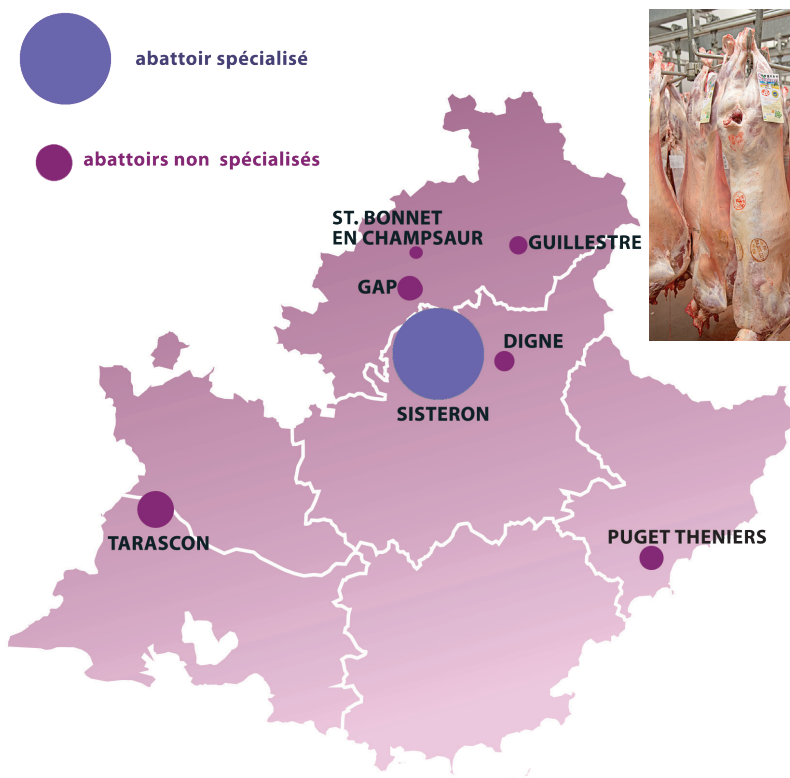 abattoir spécialisé
abattoirs non spécialisés
ST. BONNET
EN CHAMPSAUR
GUILLESTRE
GAP
DIGNE
SISTERON
TARASCON
PUGET THENIERS